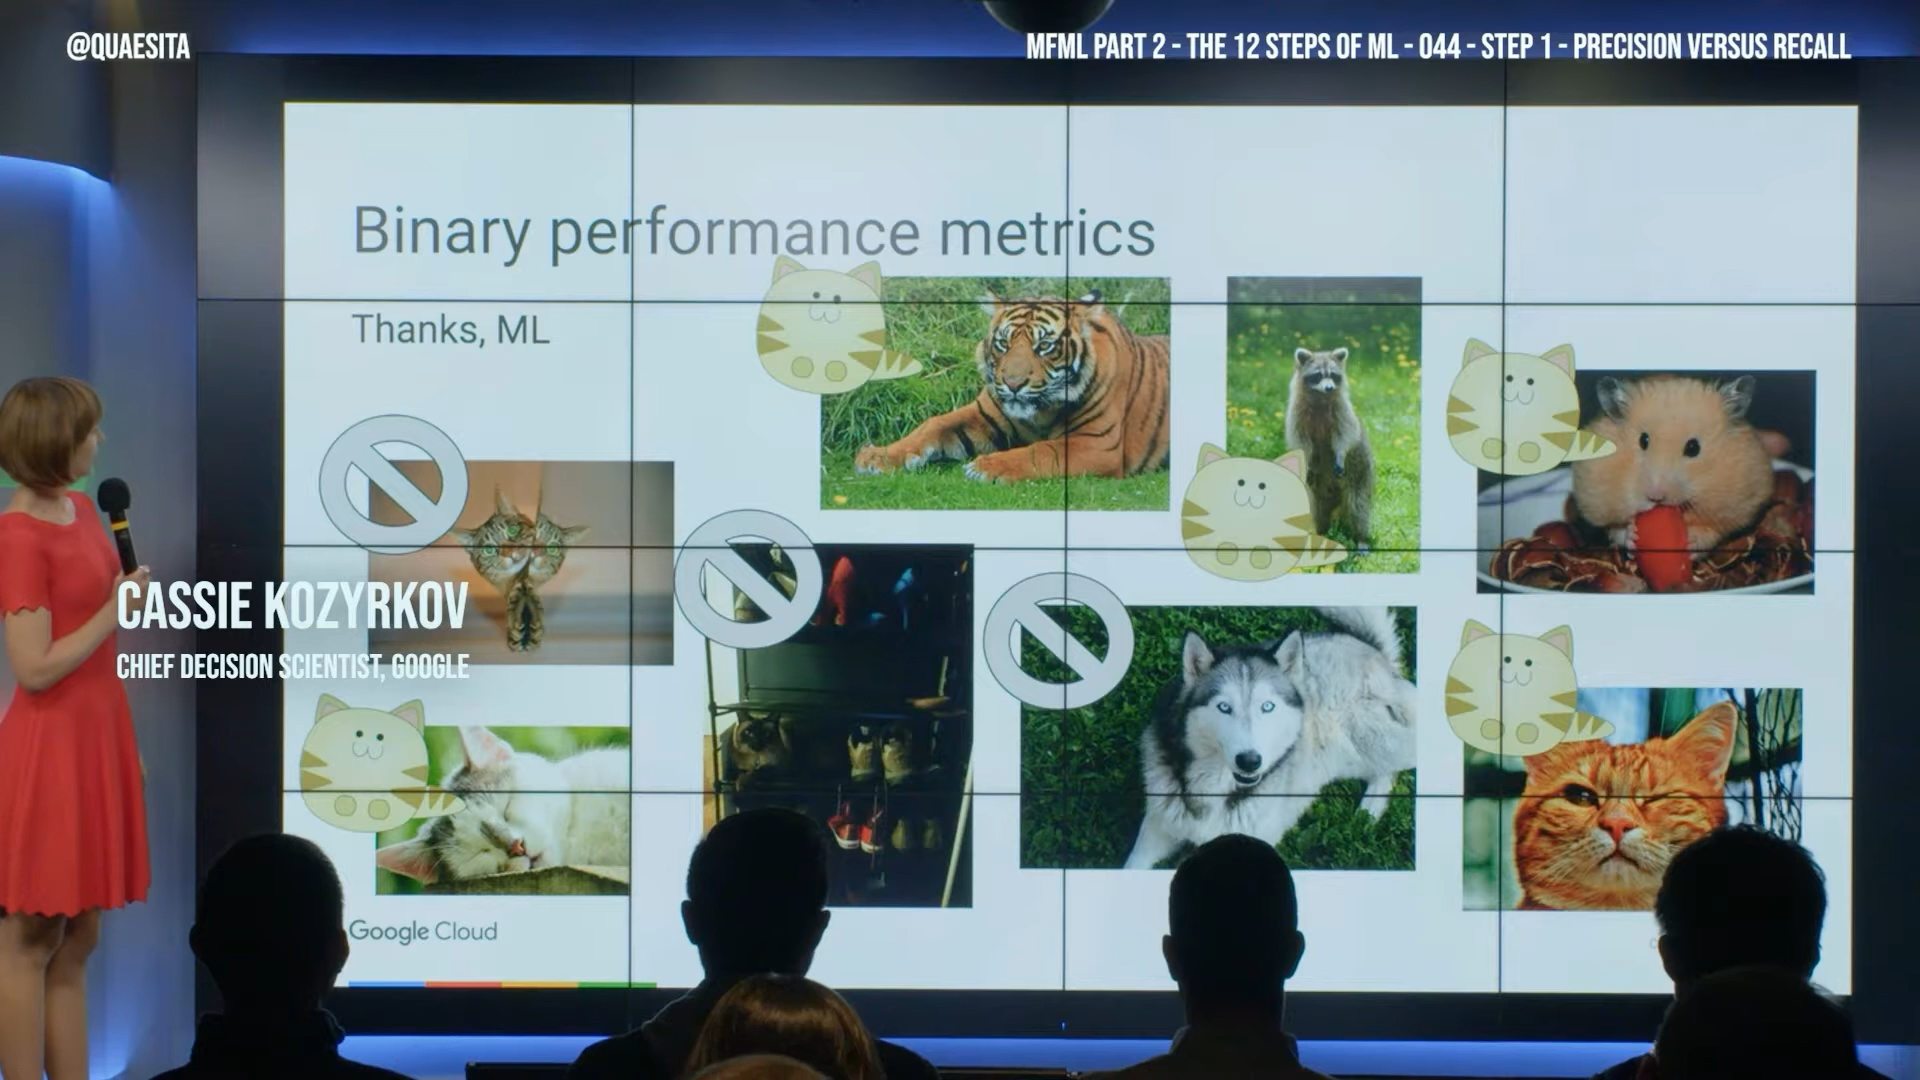 @QUAESITA
MFML PART 2 - THE 12 STEPS OF ML - 044 - STEP 1 - PRECISION VERSUS RECALL
Binary performance metrics
Thanks, ML
CASSIE KOZYRKOV
CHIEF DECISION SCIENTIST, GOOGLE
Google Cloud